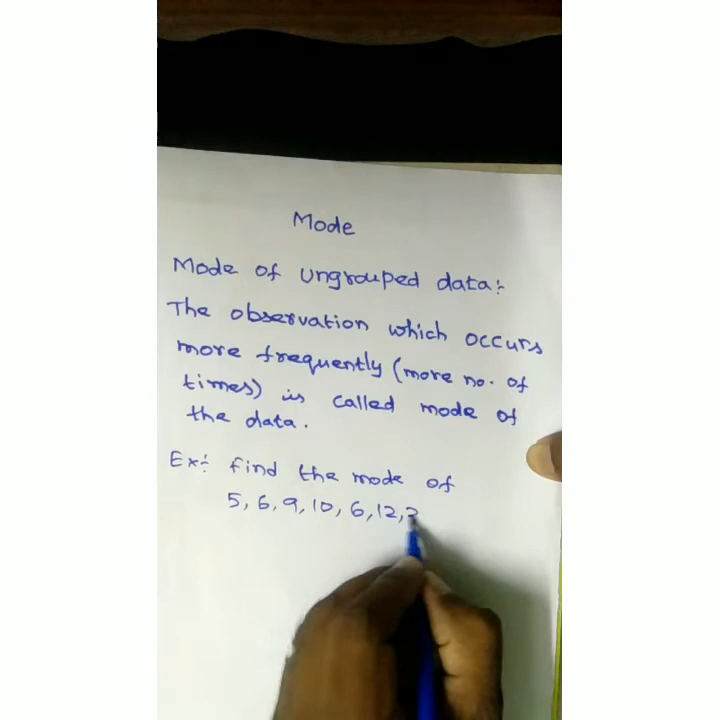 Mode
Mode of ungrouped data:-
The observation which occurs
more frequently (more no. of
times) is called mode of
the data.
Ex:- find the mode of
5, 6, 9, 10, 6, 12,